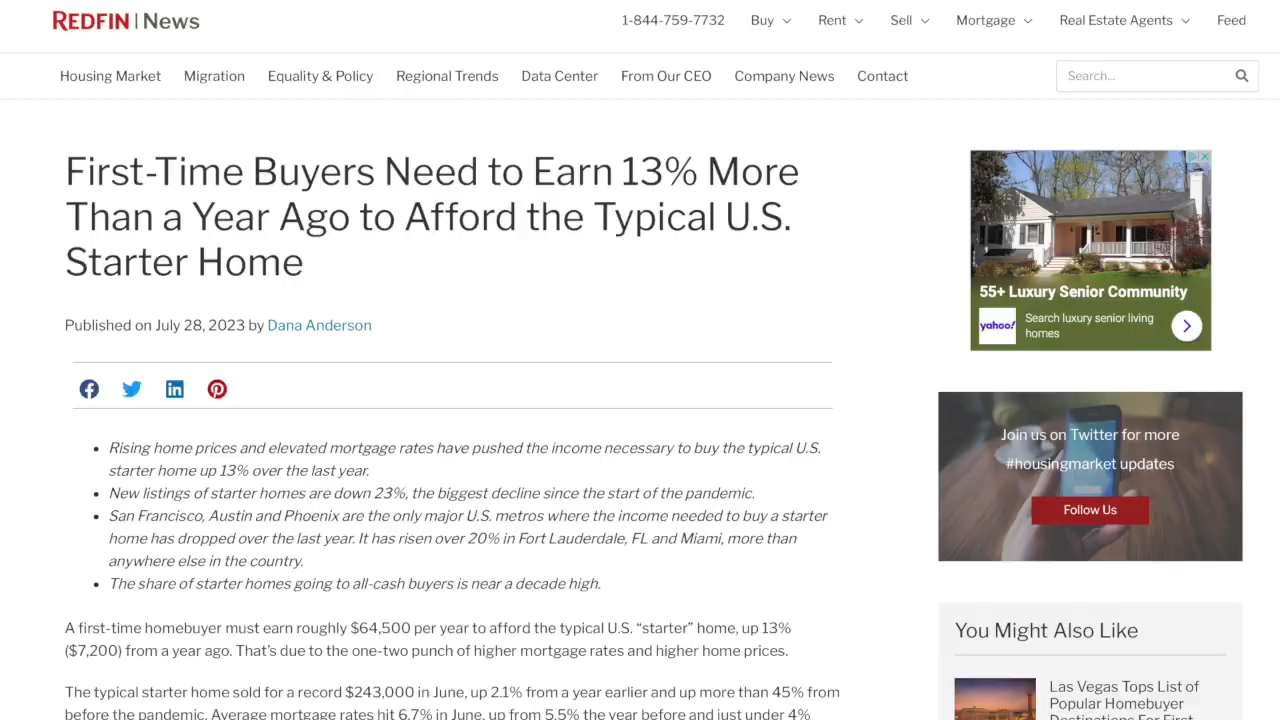 REDFIN | News
1-844-759-7732 Buy Rent Sell Mortgage Real Estate Agents Feed
Housing Market Migration Equality & Policy Regional Trends Data Center From Our CEO Company News Contact Search...
First-Time Buyers Need to Earn 13% More
Than a Year Ago to Afford the Typical U.S.
Starter Home
Published on July 28, 2023 by Dana Anderson
• Rising home prices and elevated mortgage rates have pushed the income necessary to buy the typical U.S.
starter home up 13% over the last year.
• New listings of starter homes are down 23%, the biggest decline since the start of the pandemic.
• San Francisco, Austin and Phoenix are the only major U.S. metros where the income needed to buy a starter
home has dropped over the last year. It has risen over 20% in Fort Lauderdale, FL and Miami, more than
anywhere else in the country.
• The share of starter homes going to all-cash buyers is near a decade high.
A first-time homebuyer must earn roughly $64,500 per year to afford the typical U.S. “starter” home, up 13%
($7,200) from a year ago. That’s due to the one-two punch of higher mortgage rates and higher home prices.
The typical starter home sold for a record $243,000 in June, up 2.1% from a year earlier and up more than 45% from
before the pandemic. Average mortgage rates hit 6.7% in June, up from 5.5% the year before and just under 4%
55+ Luxury Senior Community
yahoo!
Search luxury senior living
homes
Join us on Twitter for more
#housingmarket updates
Follow Us
You Might Also Like
Las Vegas Tops List of
Popular Homebuyer
Destinations For First